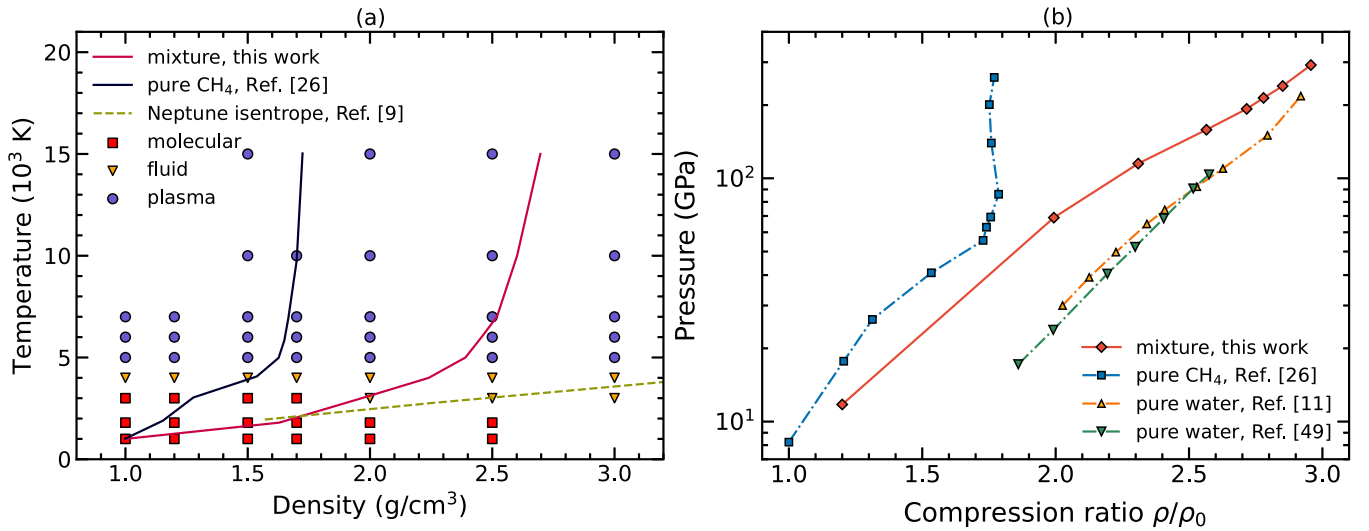 (a)
20
15
10
5
0
1.0 1.5 2.0 2.5 3.0
Temperature (10³ K)
Density (g/cm³)
mixture, this work
pure CH₄, Ref. [26]
Neptune isentrope, Ref. [9]
molecular
fluid
plasma
(b)
10²
10¹
1.0 1.5 2.0 2.5 3.0
Pressure (GPa)
Compression ratio ρ/ρ₀
mixture, this work
pure CH₄, Ref. [26]
pure water, Ref. [11]
pure water, Ref. [49]